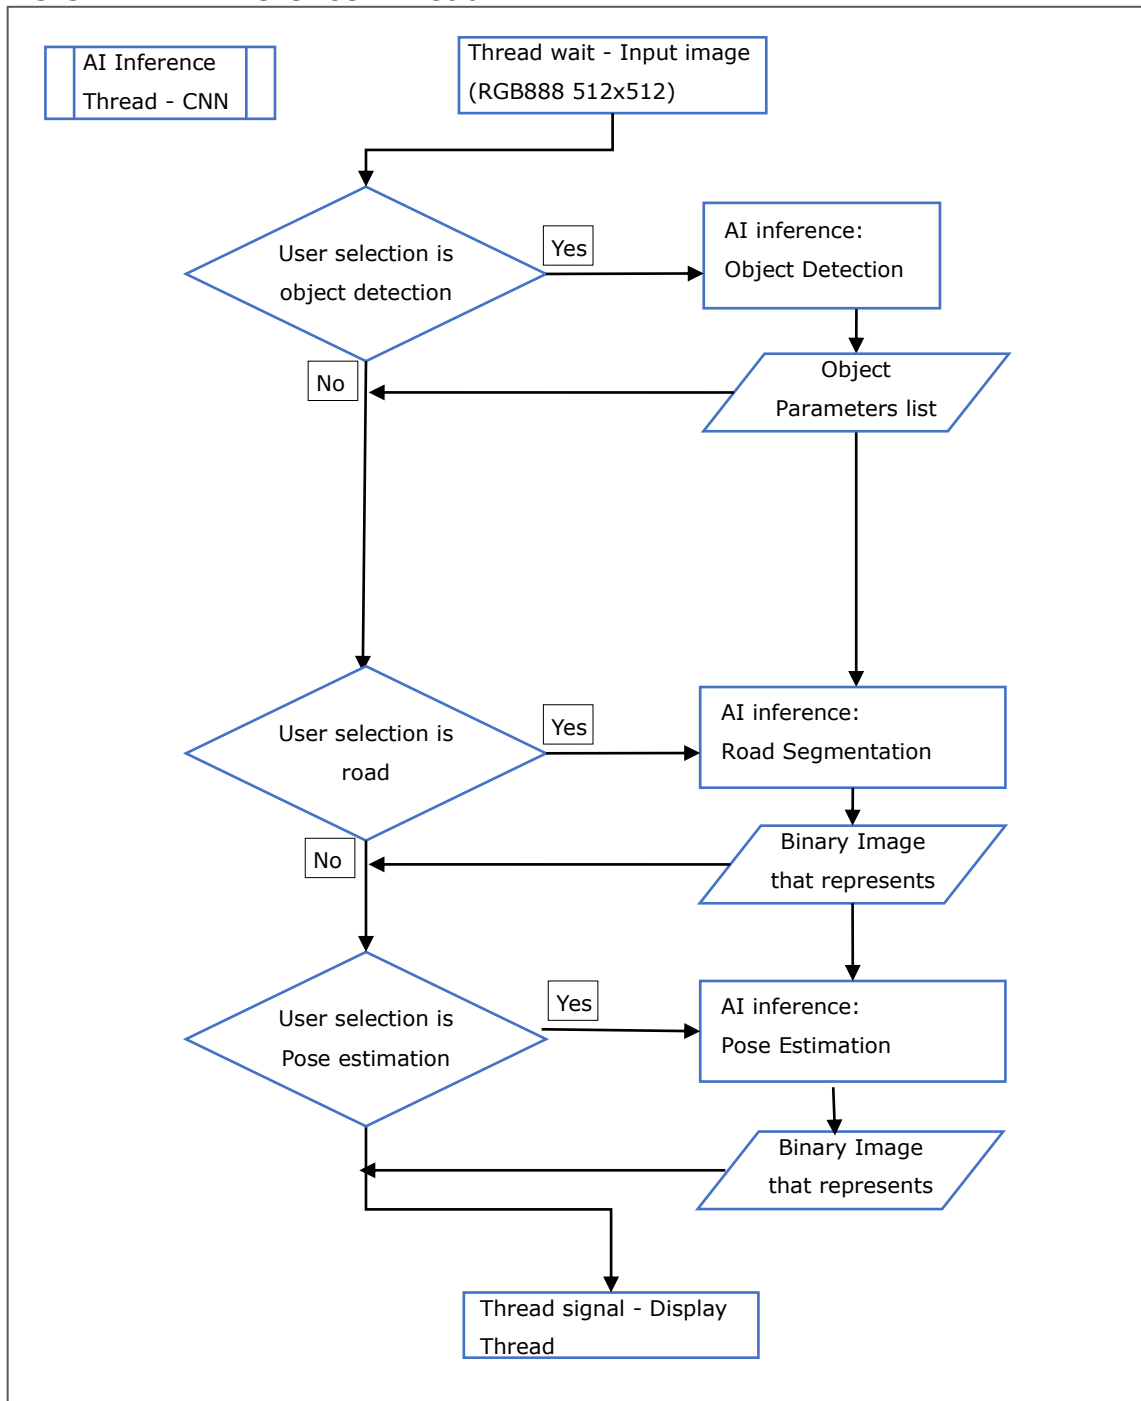 AI Inference
Thread - CNN
Thread wait - Input image
(RGB888 512x512)
User selection is
object detection
Yes
AI inference:
Object Detection
No
Object
Parameters list
User selection is
road
Yes
AI inference:
Road Segmentation
No
Binary Image
that represents
User selection is
Pose estimation
Yes
AI inference:
Pose Estimation
Binary Image
that represents
Thread signal - Display
Thread